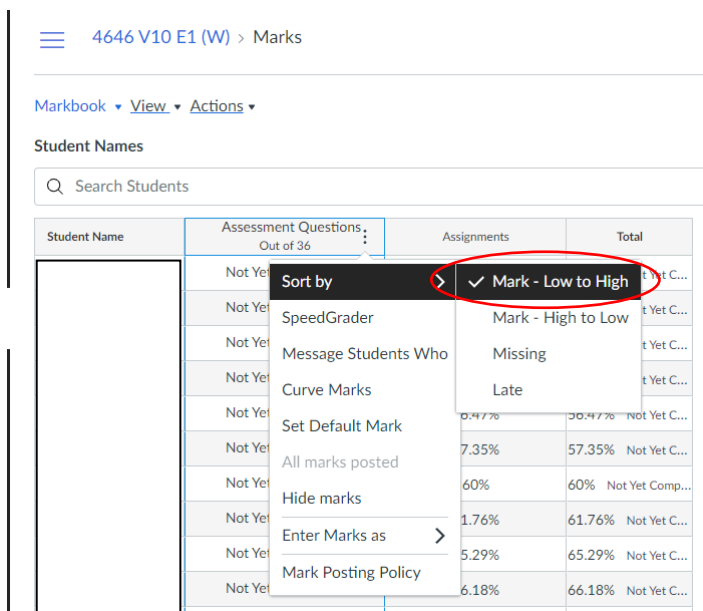 4646 V10 E1 (W) > Marks
Markbook View Actions
Student Names
Search Students
Student Name
Assessment Questions
Out of 36
Assignments
Total
Sort by
Mark - Low to High
SpeedGrader
Mark - High to Low
Message Students Who
Missing
Curve Marks
Late
Set Default Mark
All marks posted
Hide marks
Enter Marks as
Mark Posting Policy
Not Yet
t Yet C...
Not Yet
t Yet C...
Not Yet
t Yet C...
Not Yet
t Yet C...
Not Yet 6.47% 56.47% Not Yet C...
Not Yet 7.35% 57.35% Not Yet C...
Not Yet 60% 60% Not Yet Comp...
Not Yet 1.76% 61.76% Not Yet C...
Not Yet 5.29% 65.29% Not Yet C...
Not Yet 6.18% 66.18% Not Yet C...